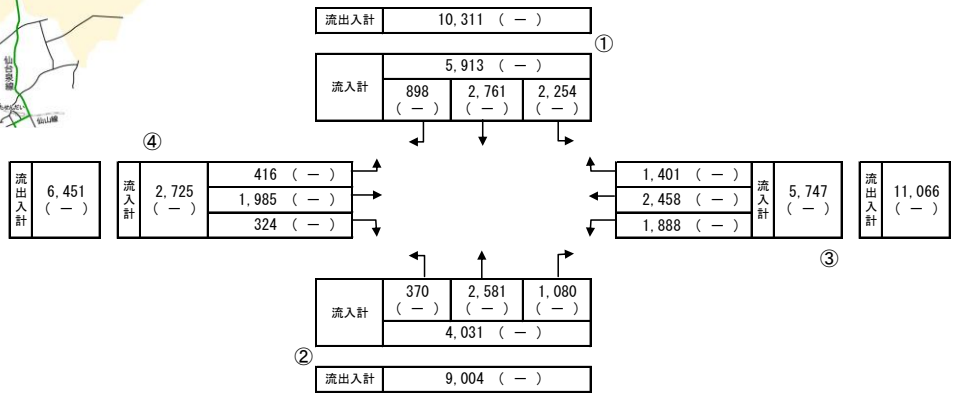 流出入計 10,311 ( － )
①
流入計 5,913 ( － )
898 ( － ) 2,761 ( － ) 2,254 ( － )
仙山線
④
流出入計 6,451 ( － )
流入計 2,725 ( － )
416 ( － )
1,985 ( － )
324 ( － )
1,401 ( － )
2,458 ( － )
1,888 ( － )
流入計 5,747 ( － )
流出入計 11,066 ( － )
③
流入計 370 ( － ) 2,581 ( － ) 1,080 ( － )
4,031 ( － )
②
流出入計 9,004 ( － )